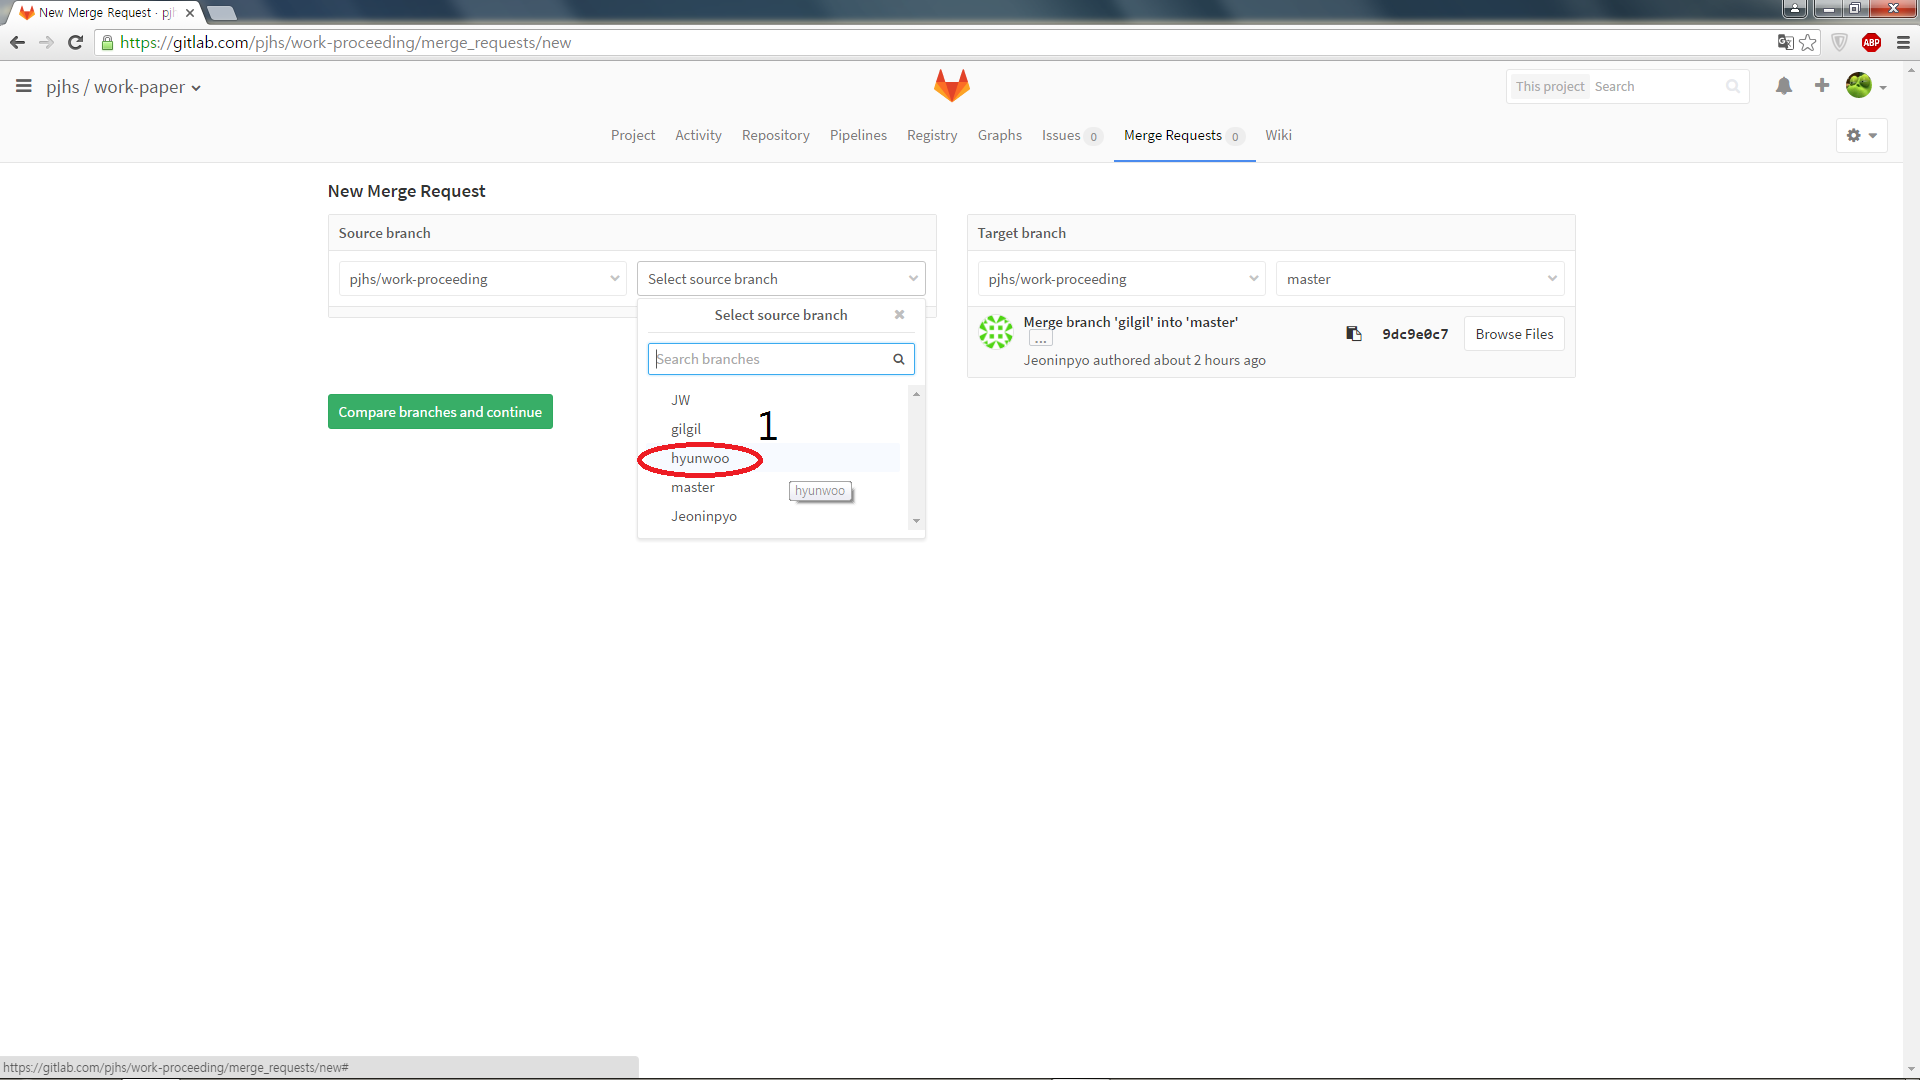 New Merge Request · pjh
https://gitlab.com/pjhs/work-proceeding/merge_requests/new
ABP
pjhs / work-paper
This project Search
Project Activity Repository Pipelines Registry Graphs Issues 0 Merge Requests 0 Wiki
New Merge Request
Source branch
pjhs/work-proceeding
Select source branch
Select source branch
Search branches
JW
gilgil
1
hyunwoo
master
hyunwoo
Jeoninpyo
Compare branches and continue
Target branch
pjhs/work-proceeding
master
Merge branch 'gilgil' into 'master'
...
9dc9e0c7
Browse Files
Jeoninpyo authored about 2 hours ago
https://gitlab.com/pjhs/work-proceeding/merge_requests/new#